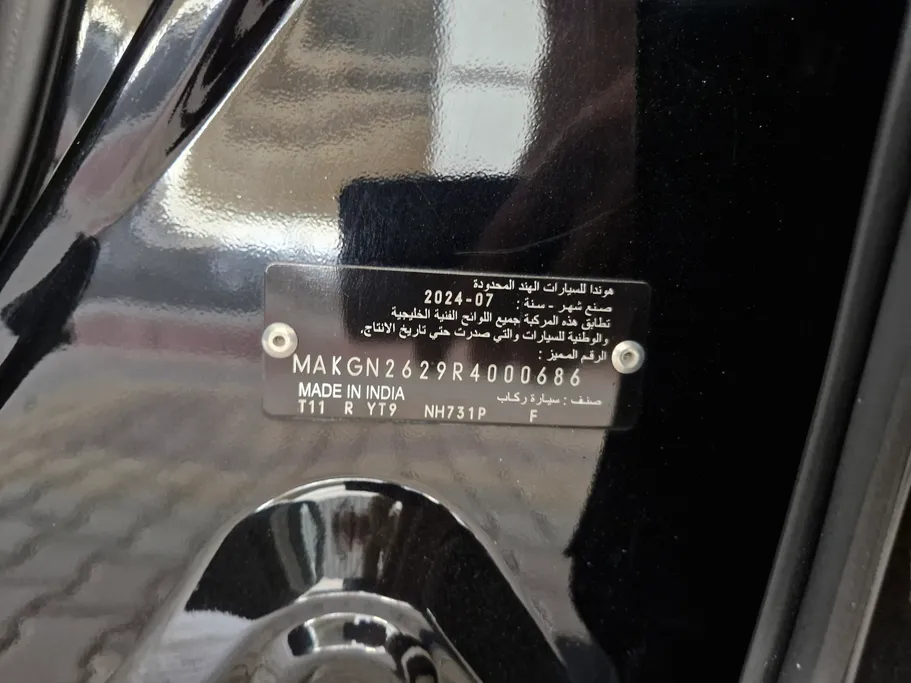 هوندا للسيارات الهند المحدودة
صنع شهر - سنة : 2024-07
تطابق هذه المركبة جميع اللوائح الفنية الخليجية
والوطنية للسيارات والتي صدرت حتي تاريخ الانتاج.
الرقم المميز :
MAKGN2629R4000686
MADE IN INDIA صنف : سيارة ركاب
T11 R YT9 NH731P F